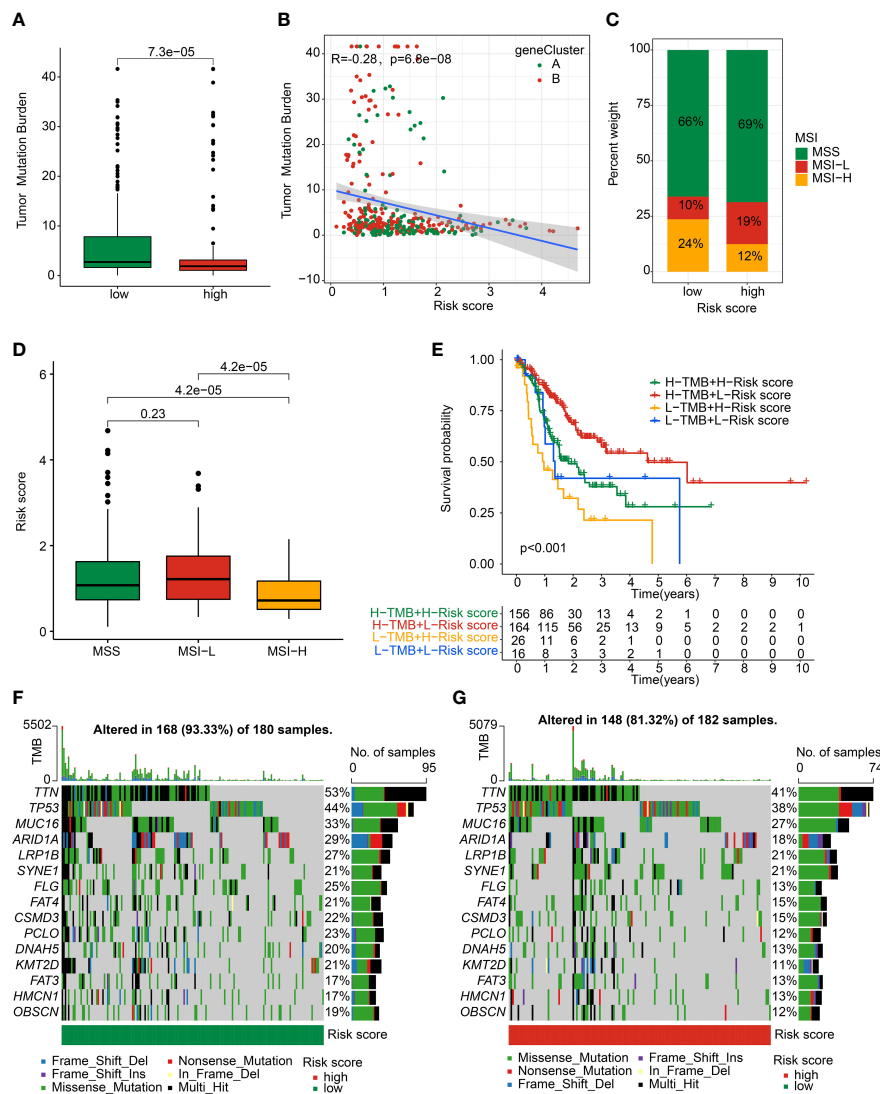 A
7.3e−05
Tumor Mutation Burden
40
30
20
10
0
low
high
B
R=−0.28, p=6.8e−08
geneCluster
A
B
Tumor Mutation Burden
40
30
20
10
0
−10
0
1
2
3
4
Risk score
C
Percent weight
100
75
50
25
0
66%
10%
24%
69%
19%
12%
low
high
Risk score
MSI
MSS
MSI−L
MSI−H
D
4.2e−05
4.2e−05
0.23
Risk score
6
4
2
0
MSS
MSI−L
MSI−H
E
Survival probability
1.00
0.75
0.50
0.25
0.00
H−TMB+H−Risk score
H−TMB+L−Risk score
L−TMB+H−Risk score
L−TMB+L−Risk score
p<0.001
0 1 2 3 4 5 6 7 8 9 10
Time(years)
H−TMB+H−Risk score 156 86 30 13 4 2 1 0 0 0 0
H−TMB+L−Risk score 164 115 56 25 13 9 5 2 2 2 1
L−TMB+H−Risk score 26 11 6 2 1 0 0 0 0 0 0
L−TMB+L−Risk score 16 8 3 3 2 1 0 0 0 0 0
0 1 2 3 4 5 6 7 8 9 10
Time(years)
F
Altered in 168 (93.33%) of 180 samples.
5502
TMB
0
No. of samples
0 95
TTN 53%
TP53 44%
MUC16 33%
ARID1A 29%
LRP1B 27%
SYNE1 21%
FLG 25%
FAT4 21%
CSMD3 22%
PCLO 23%
DNAH5 20%
KMT2D 21%
FAT3 17%
HMCN1 17%
OBSCN 19%
Risk score
Frame_Shift_Del
Frame_Shift_Ins
Missense_Mutation
Nonsense_Mutation
In_Frame_Del
Multi_Hit
Risk score
high
low
G
Altered in 148 (81.32%) of 182 samples.
5079
TMB
0
No. of samples
0 74
TTN 41%
TP53 38%
MUC16 27%
ARID1A 18%
LRP1B 21%
SYNE1 21%
FLG 13%
FAT4 15%
CSMD3 15%
PCLO 12%
DNAH5 13%
KMT2D 11%
FAT3 13%
HMCN1 13%
OBSCN 12%
Risk score
Missense_Mutation
Nonsense_Mutation
Frame_Shift_Del
Frame_Shift_Ins
In_Frame_Del
Multi_Hit
Risk score
high
low